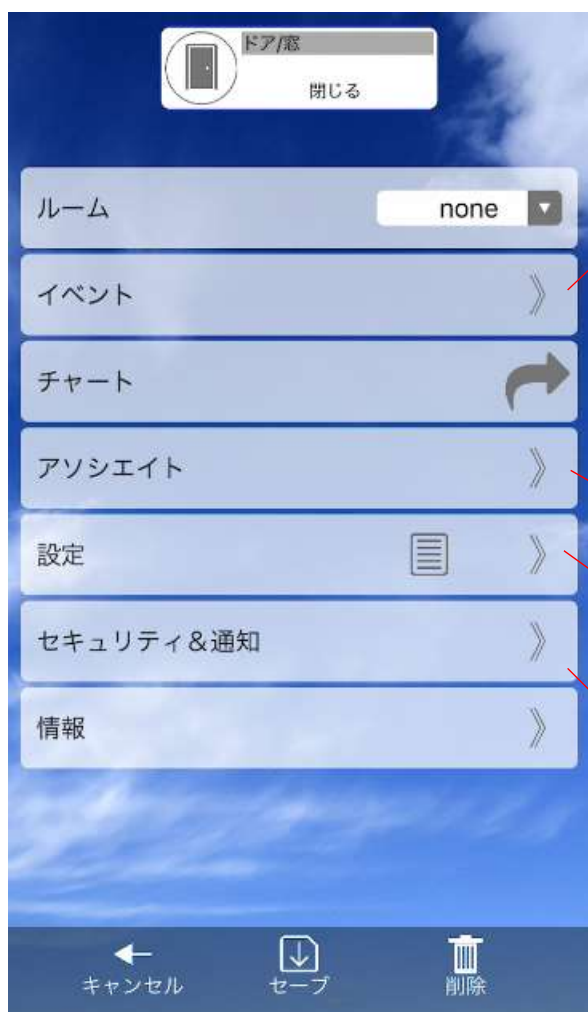 ドア/窓
閉じる
ルーム
none
イベント
チャート
アソシエイト
設定
セキュリティ&通知
情報
キャンセル
セーブ
削除